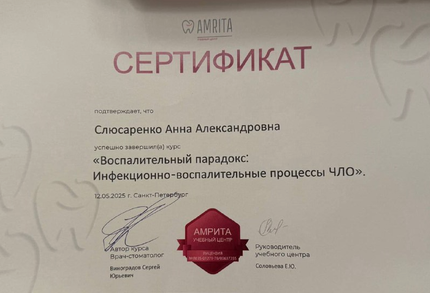 AMRITA
СЕРТИФИКАТ
подтверждает, что
Слюсаренко Анна Александровна
успешно завершил(а) курс
«Воспалительный парадокс:
Инфекционно-воспалительные процессы ЧЛО».
12.05.2025 г. Санкт-Петербург
Автор курса
Врач-стоматолог
Виноградов Сергей
Юрьевич
АМРИТА
УЧЕБНЫЙ ЦЕНТР
Руководитель
учебного центра
Соловьева Е.Ю.